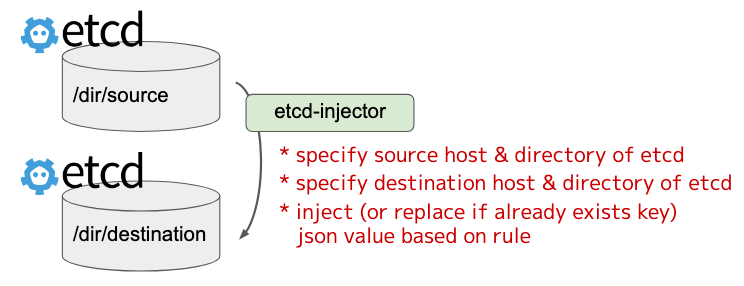 etcd
/dir/source
etcd-injector
* specify source host & directory of etcd
* specify destination host & directory of etcd
* inject (or replace if already exists key)
json value based on rule
etcd
/dir/destination